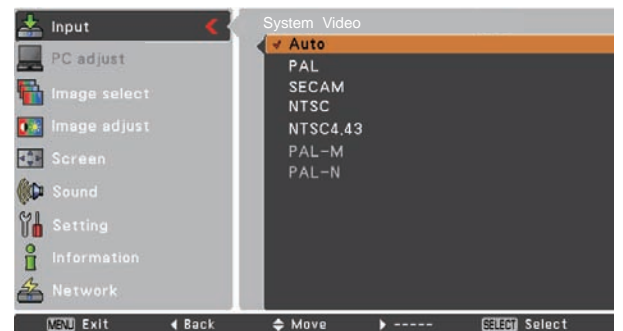 Input
PC adjust
Image select
Image adjust
Screen
Sound
Setting
Information
Network
System Video
Auto
PAL
SECAM
NTSC
NTSC4.43
PAL-M
PAL-N
MENU Exit
Back
Move
-----
SELECT Select